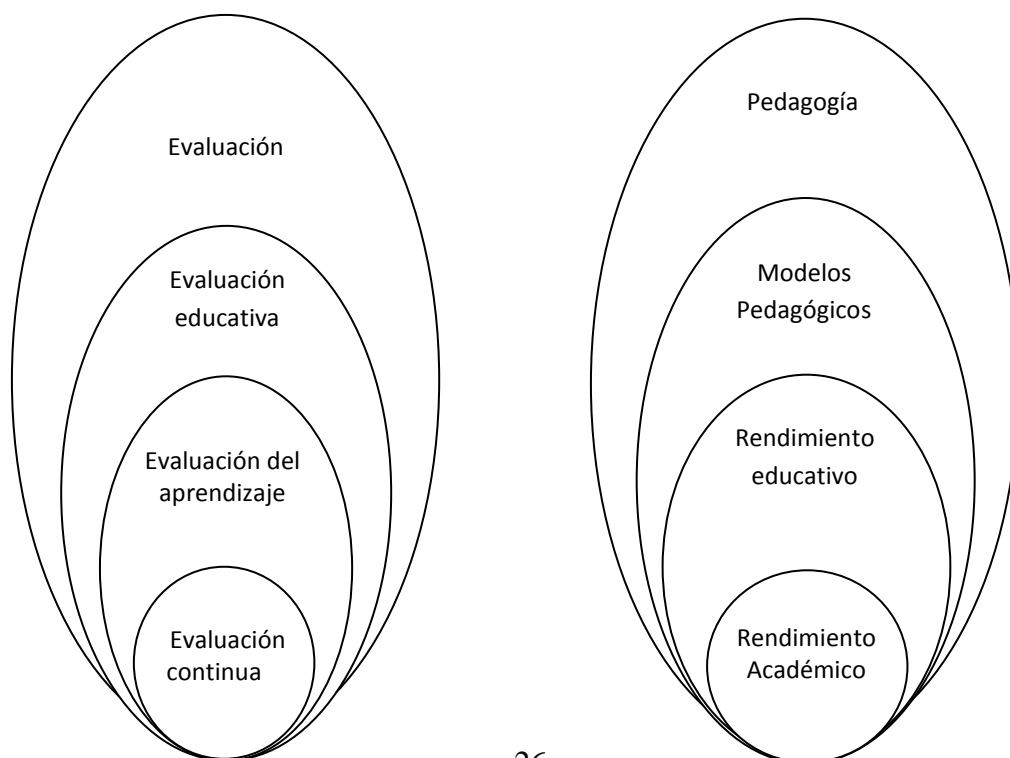 Evaluación
Evaluación
educativa
Evaluación del
aprendizaje
Evaluación
continua
Pedagogía
Modelos
Pedagógicos
Rendimiento
educativo
Rendimiento
Académico